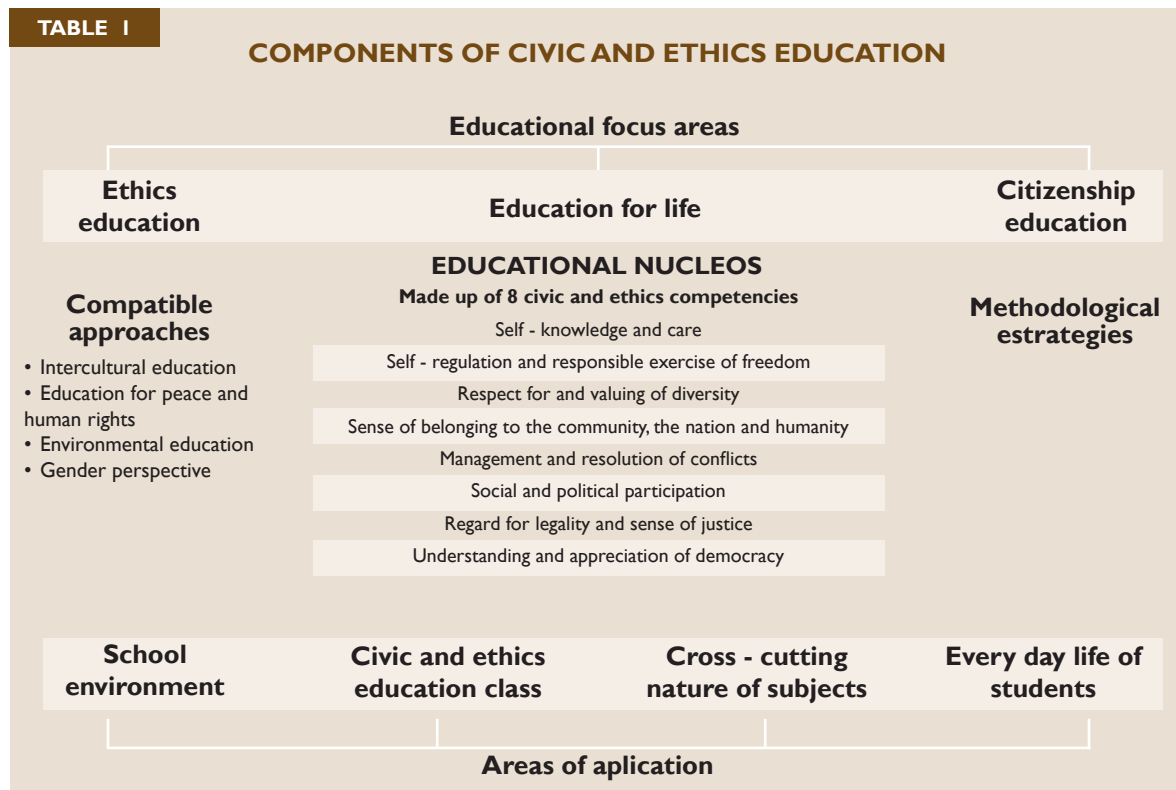 TABLE 1
COMPONENTS OF CIVIC AND ETHICS EDUCATION
Educational focus areas
Ethics
education
Education for life
Citizenship
education
EDUCATIONAL NUCLEOS
Made up of 8 civic and ethics competencies
Compatible
approaches
• Intercultural education
• Education for peace and
human rights
• Environmental education
• Gender perspective
Self - knowledge and care
Self - regulation and responsible exercise of freedom
Respect for and valuing of diversity
Sense of belonging to the community, the nation and humanity
Management and resolution of conflicts
Social and political participation
Regard for legality and sense of justice
Understanding and appreciation of democracy
Methodological
estrategies
School
environment
Civic and ethics
education class
Cross - cutting
nature of subjects
Every day life of
students
Areas of aplication